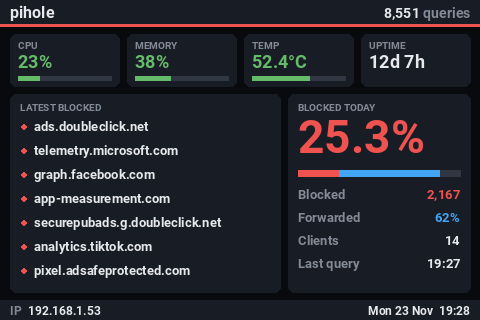 pihole
8,551 queries
CPU
23%
MEMORY
38%
TEMP
52.4°C
UPTIME
12d 7h
LATEST BLOCKED
ads.doubleclick.net
telemetry.microsoft.com
graph.facebook.com
app-measurement.com
securepubads.g.doubleclick.net
analytics.tiktok.com
pixel.adsafeprotected.com
BLOCKED TODAY
25.3%
Blocked 2,167
Forwarded 62%
Clients 14
Last query 19:27
IP 192.168.1.53
Mon 23 Nov 19:28